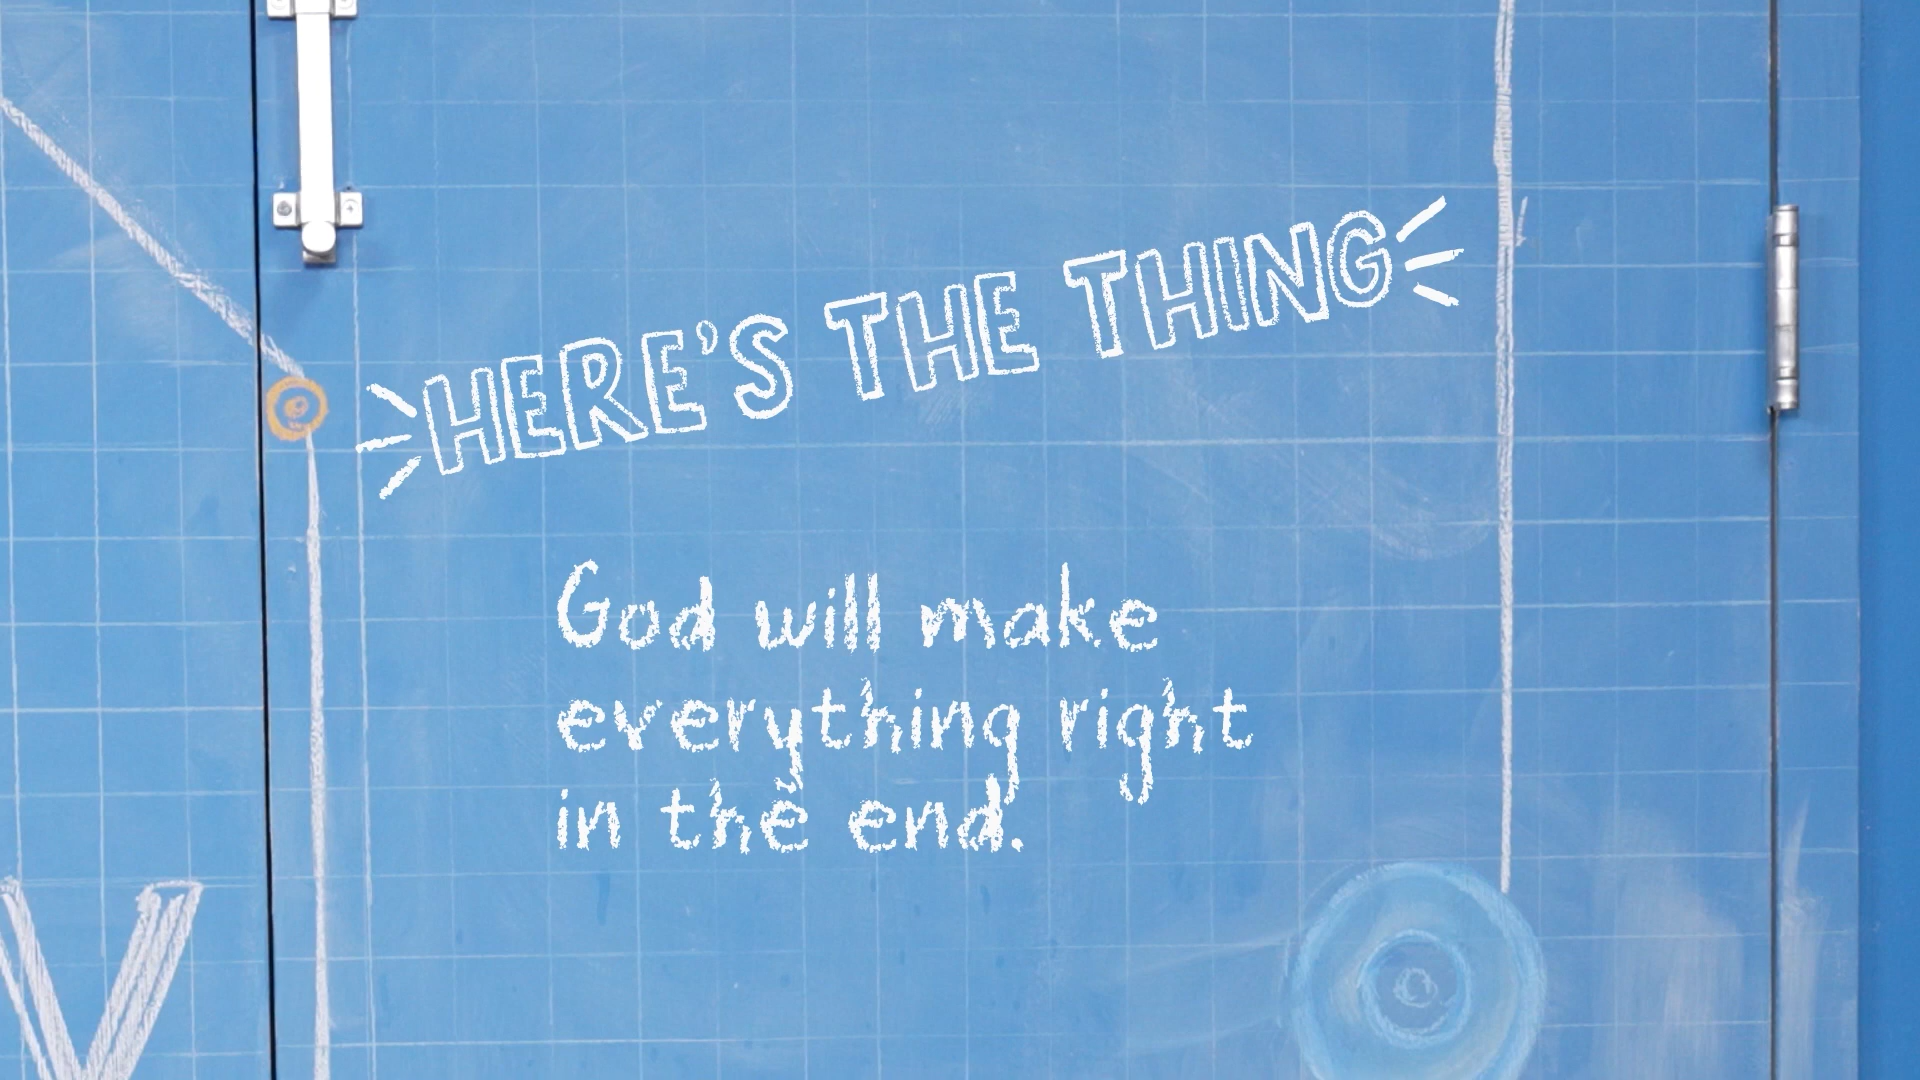 HERE'S THE THING
God will make
everything right
in the end.
V